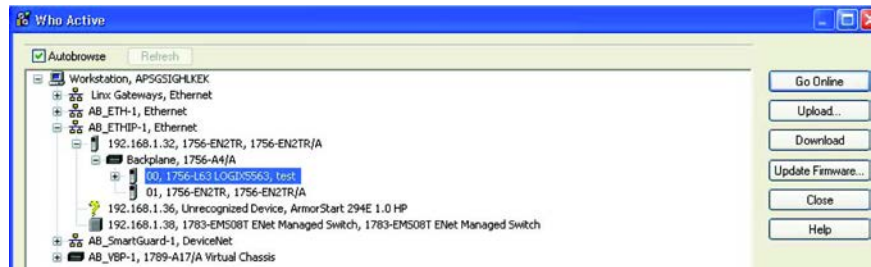 Who Active
Autobrowse Refresh
Workstation, APSGSIGHLKEK
Linx Gateways, Ethernet
AB_ETH-1, Ethernet
AB_ETHIP-1, Ethernet
192.168.1.32, 1756-EN2TR, 1756-EN2TR/A
Backplane, 1756-A4/A
00, 1756-L63 LOGIX5563, test
01, 1756-EN2TR, 1756-EN2TR/A
192.168.1.36, Unrecognized Device, ArmorStart 294E 1.0 HP
192.168.1.38, 1783-EMS08T ENet Managed Switch, 1783-EMS08T ENet Managed Switch
AB_SmartGuard-1, DeviceNet
AB_VBP-1, 1789-A17/A Virtual Chassis
Go Online
Upload...
Download
Update Firmware...
Close
Help